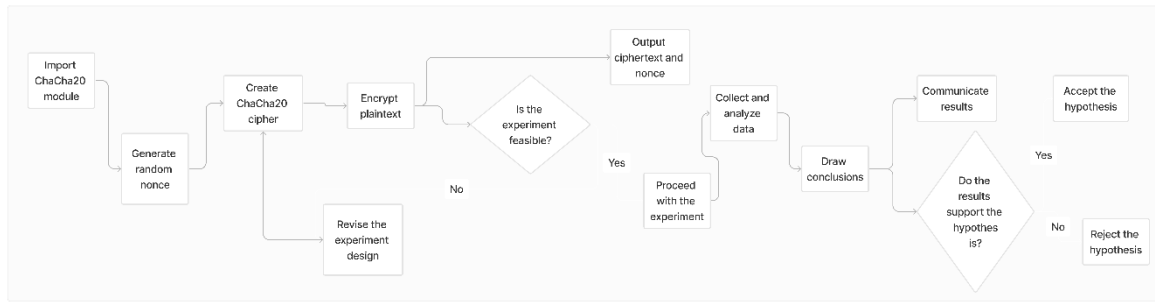 Import
ChaCha20
module
Generate
random
nonce
Create
ChaCha20
cipher
Revise the
experiment
design
Encrypt
plaintext
Is the
experiment
feasible?
No
Output
ciphertext and
nonce
Yes
Proceed
with the
experiment
Collect and
analyze
data
Draw
conclusions
Communicate
results
Do the
results
support the
hypothes
is?
Yes
No
Accept the
hypothesis
Reject the
hypothesis